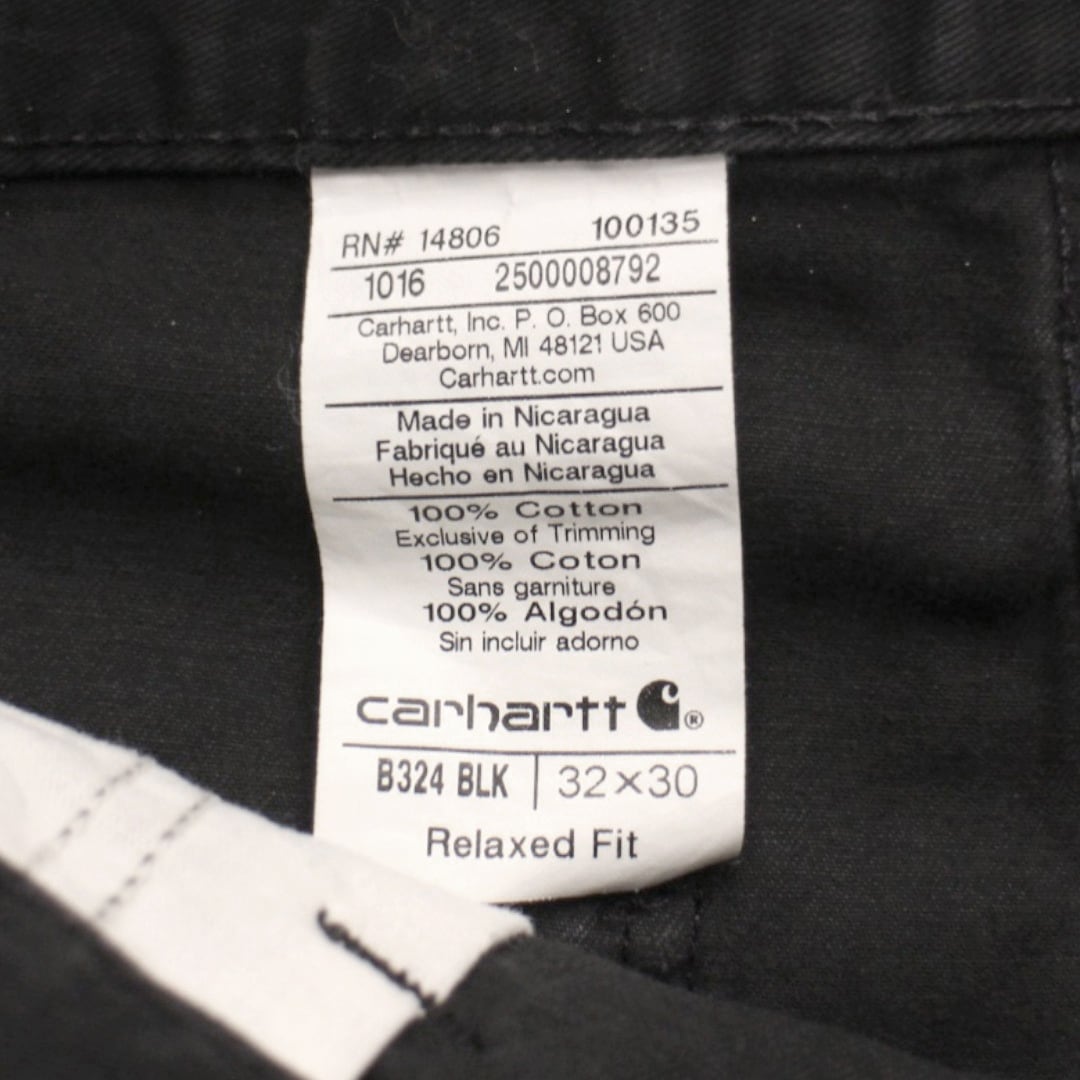 RN# 14806 100135
1016 2500008792
Carhartt, Inc. P. O. Box 600
Dearborn, MI 48121 USA
Carhartt.com
Made in Nicaragua
Fabriqué au Nicaragua
Hecho en Nicaragua
100% Cotton
Exclusive of Trimming
100% Coton
Sans garniture
100% Algodón
Sin incluir adorno
carhartt ®
B324 BLK | 32×30
Relaxed Fit